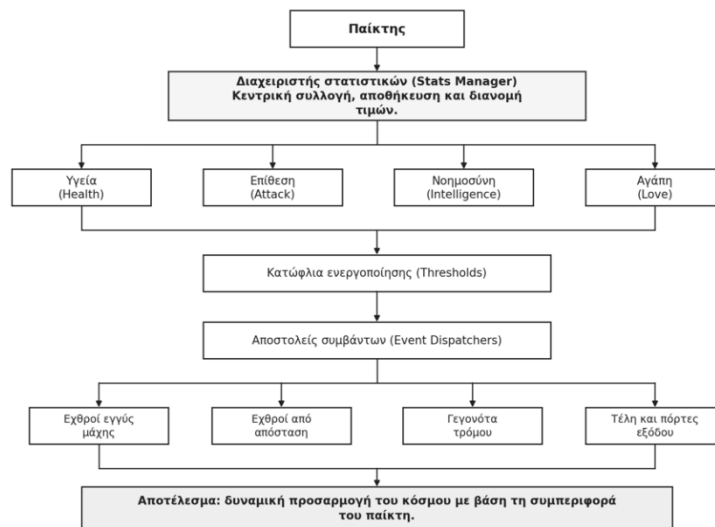 Παίκτης
Διαχειριστής στατιστικών (Stats Manager)
Κεντρική συλλογή, αποθήκευση και διανομή
τιμών.
Υγεία
(Health)
Επίθεση
(Attack)
Νοημοσύνη
(Intelligence)
Αγάπη
(Love)
Κατώφλια ενεργοποίησης (Thresholds)
Αποστολείς συμβάντων (Event Dispatchers)
Εχθροί εγγύς
μάχης
Εχθροί από
απόσταση
Γεγονότα
τρόμου
Τέλη και πόρτες
εξόδου
Αποτέλεσμα: δυναμική προσαρμογή του κόσμου με βάση τη συμπεριφορά
του παίκτη.